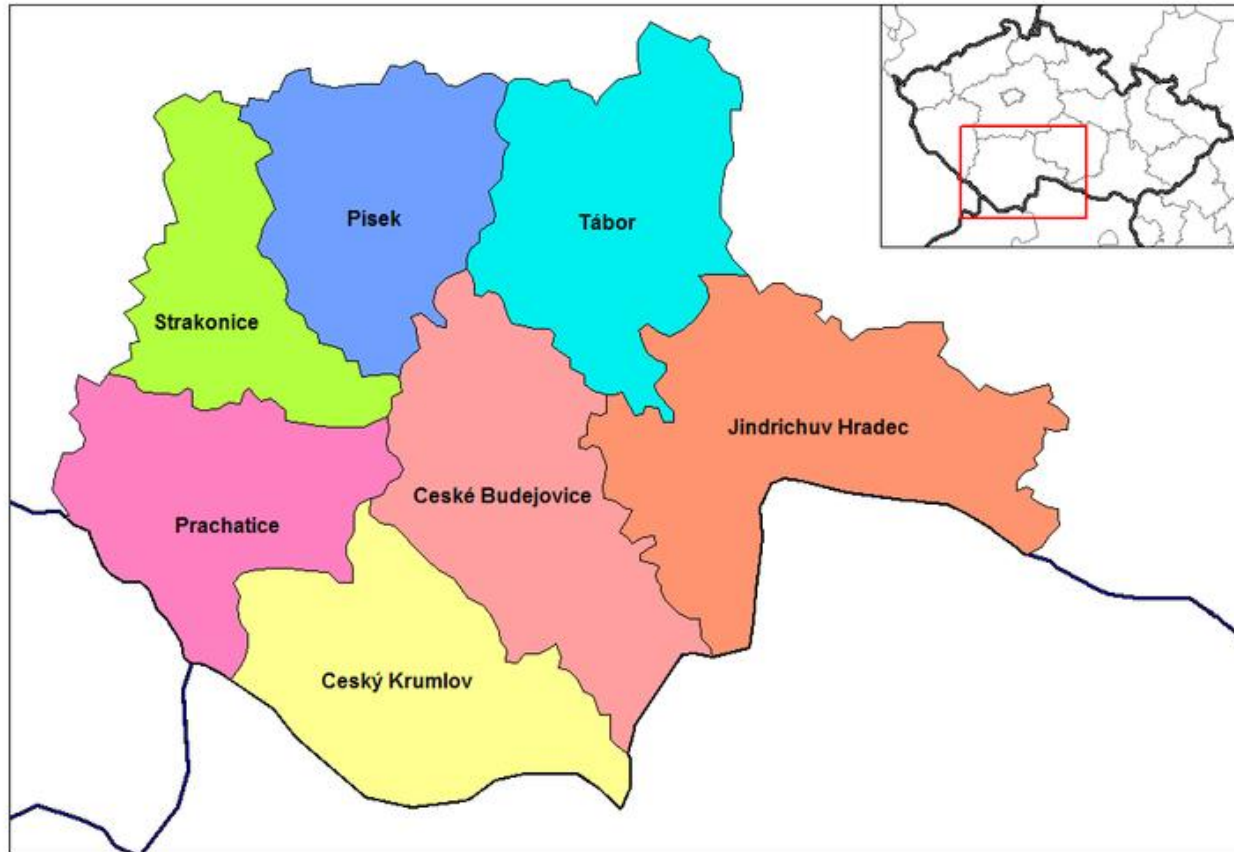 Pisek
Tábor
Strakonice
Jindrichuv Hradec
Ceské Budejovice
Prachatice
Ceský Krumlov